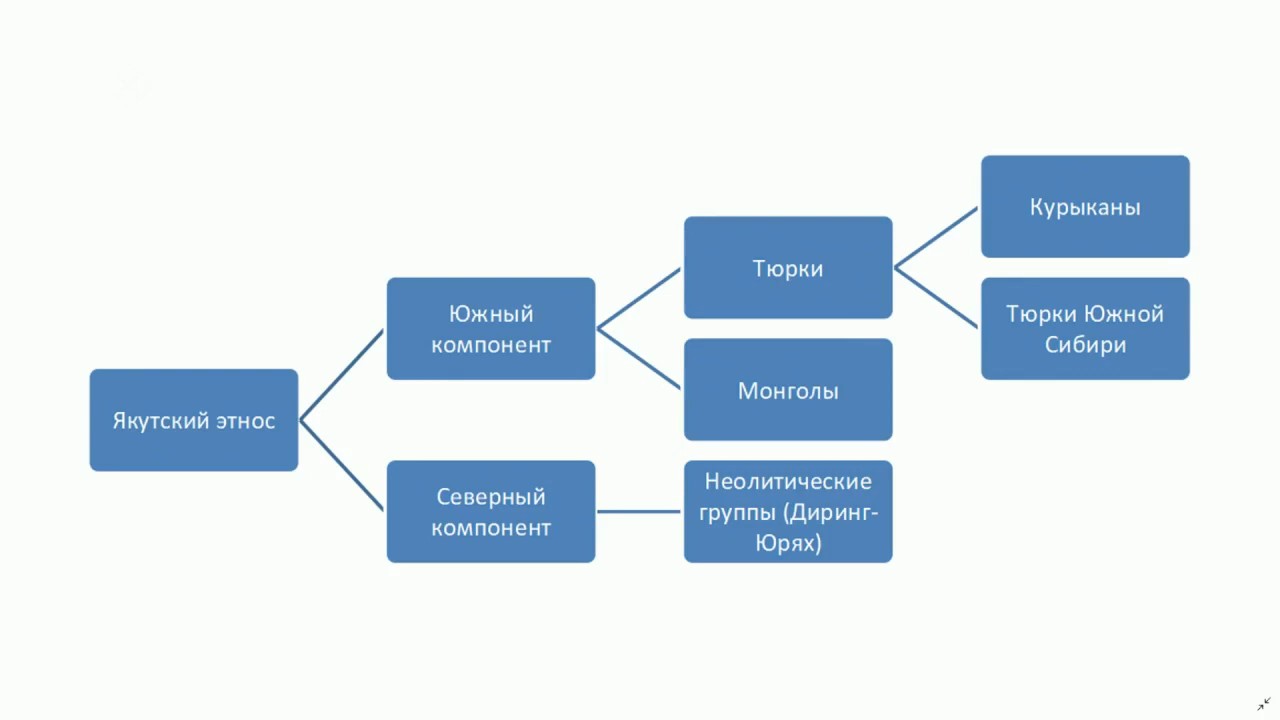 Якутский этнос
Южный
компонент
Северный
компонент
Тюрки
Монголы
Неолитические
группы (Диринг-
Юрях)
Курыканы
Тюрки Южной
Сибири